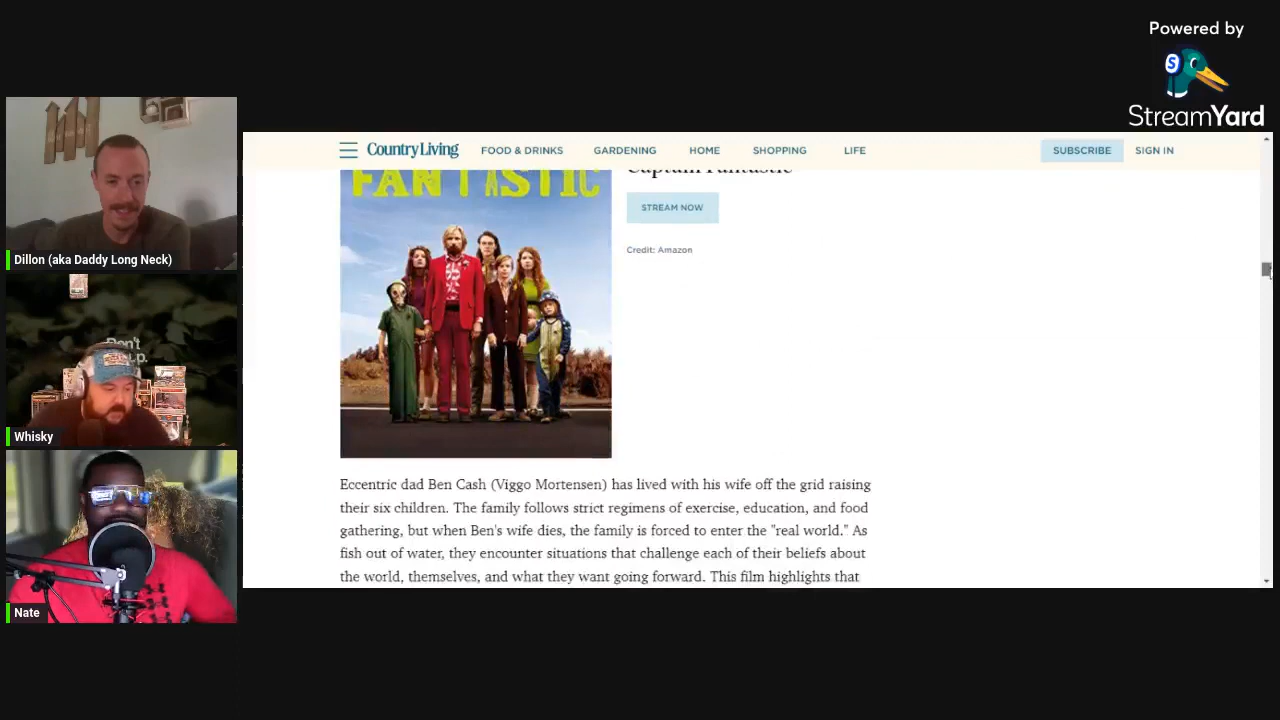 Powered by
StreamYard
Country Living
FOOD & DRINKS
GARDENING
HOME
SHOPPING
LIFE
SUBSCRIBE
SIGN IN
FANTASTIC
Captain Fantastic
STREAM NOW
Credit: Amazon
Eccentric dad Ben Cash (Viggo Mortensen) has lived with his wife off the grid raising
their six children. The family follows strict regimens of exercise, education, and food
gathering, but when Ben's wife dies, the family is forced to enter the "real world." As
fish out of water, they encounter situations that challenge each of their beliefs about
the world, themselves, and what they want going forward. This film highlights that
Dillon (aka Daddy Long Neck)
Don't
Whisky
Nate